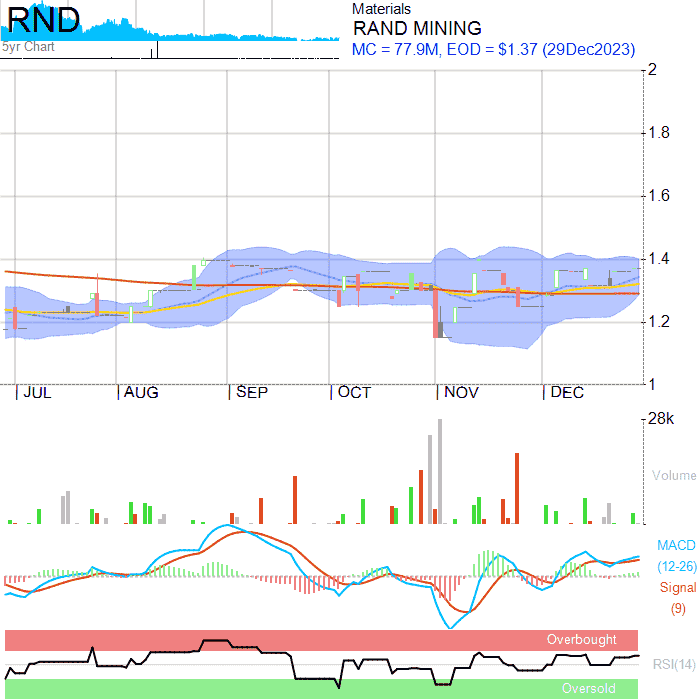 RND
5yr Chart
Materials
RAND MINING
MC = 77.9M, EOD = $1.37 (29Dec2023)
2
1.8
1.6
1.4
1.2
1
JUL AUG SEP OCT NOV DEC
28k
Volume
MACD
(12-26)
Signal
(9)
Overbought
RSI(14)
Oversold